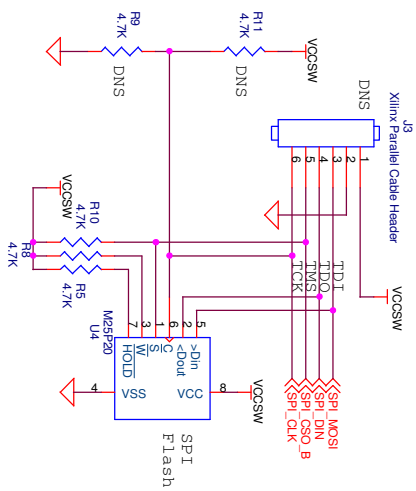 R9
4.7K
DNS
R11
4.7K
DNS
VCCSW
J3
Xilinx Parallel Cable Header
DNS
6
5
4
3
2
1
VCCSW
VCCSW
R10
4.7K
R8
4.7K
R5
4.7K
TCK
TMS
TDO
TDI
SPI_CLK
SPI_CSO_B
SPI_DIN
SPI_MOSI
M25P20
U4
7
3
1
6
2
5
HOLD
W
S
C
<Dout
>Din
4
VSS
VCC
8
VCCSW
SPI
Flash